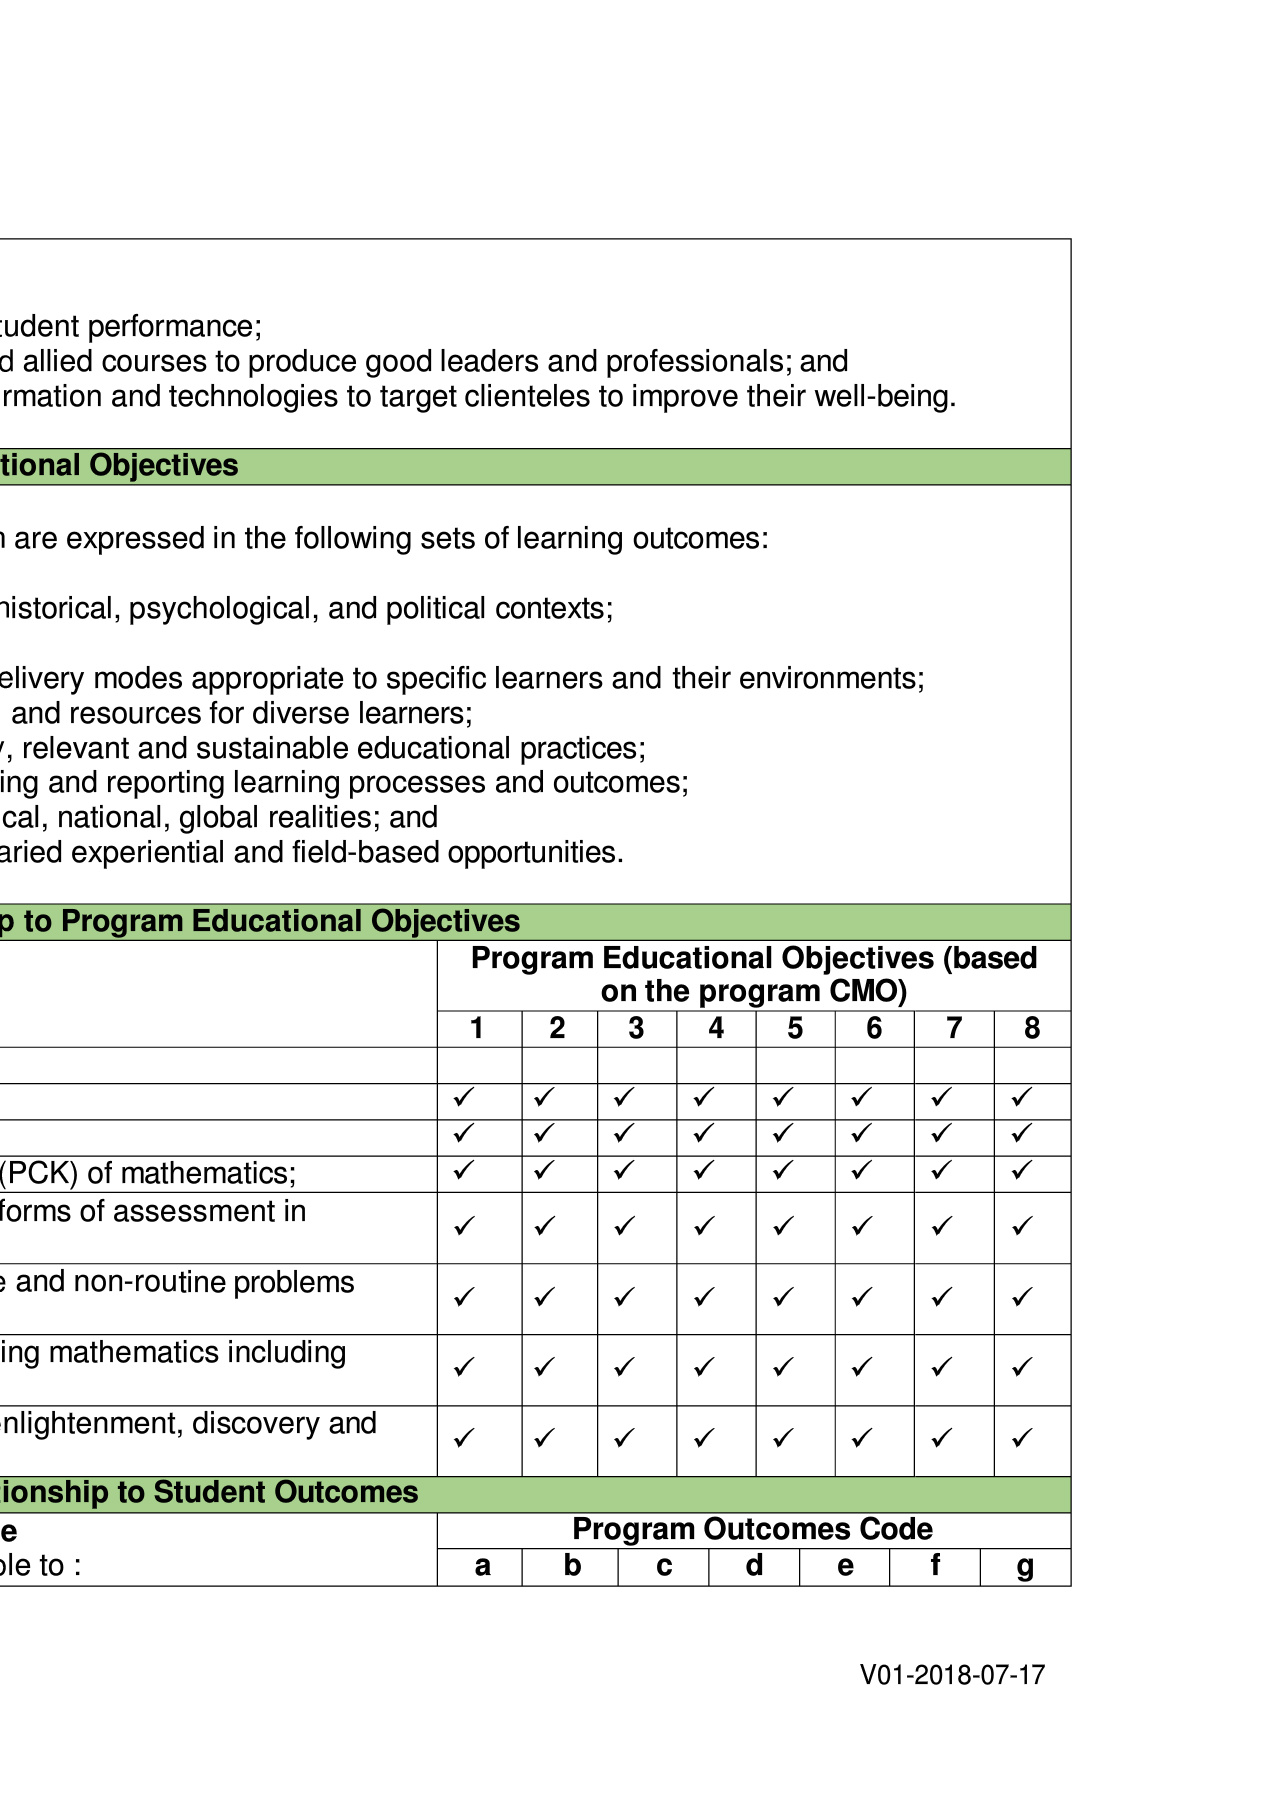 student performance;
d allied courses to produce good leaders and professionals; and
rmation and technologies to target clienteles to improve their well-being.
tional Objectives
n are expressed in the following sets of learning outcomes:
historical, psychological, and political contexts;
elivery modes appropriate to specific learners and their environments;
and resources for diverse learners;
y, relevant and sustainable educational practices;
ing and reporting learning processes and outcomes;
cal, national, global realities; and
aried experiential and field-based opportunities.
p to Program Educational Objectives
Program Educational Objectives (based
on the program CMO)
1 2 3 4 5 6 7 8
✓ ✓ ✓ ✓ ✓ ✓ ✓ ✓
✓ ✓ ✓ ✓ ✓ ✓ ✓ ✓
(PCK) of mathematics; ✓ ✓ ✓ ✓ ✓ ✓ ✓ ✓
forms of assessment in
✓ ✓ ✓ ✓ ✓ ✓ ✓ ✓
e and non-routine problems
✓ ✓ ✓ ✓ ✓ ✓ ✓ ✓
ing mathematics including
✓ ✓ ✓ ✓ ✓ ✓ ✓ ✓
enlightenment, discovery and
✓ ✓ ✓ ✓ ✓ ✓ ✓ ✓
tionship to Student Outcomes
e Program Outcomes Code
ble to : a b c d e f g
V01-2018-07-17